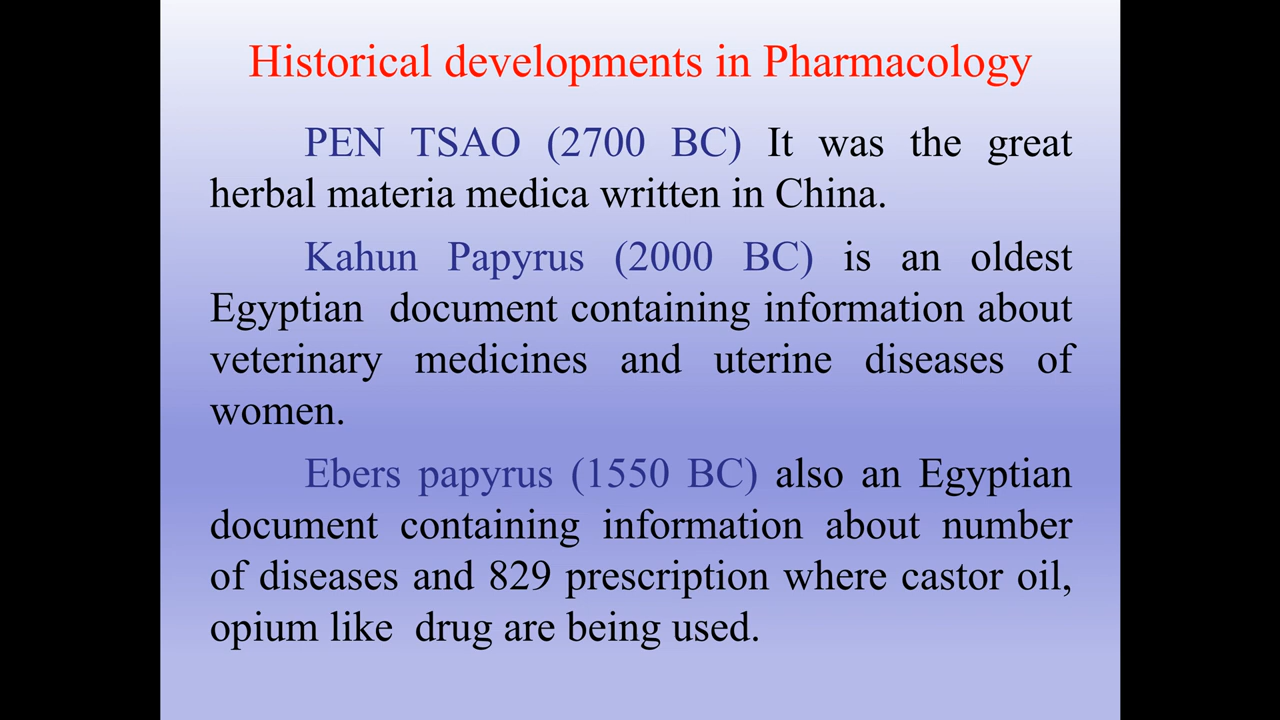 Historical developments in Pharmacology
PEN TSAO (2700 BC) It was the great
herbal materia medica written in China.
Kahun Papyrus (2000 BC) is an oldest
Egyptian document containing information about
veterinary medicines and uterine diseases of
women.
Ebers papyrus (1550 BC) also an Egyptian
document containing information about number
of diseases and 829 prescription where castor oil,
opium like drug are being used.